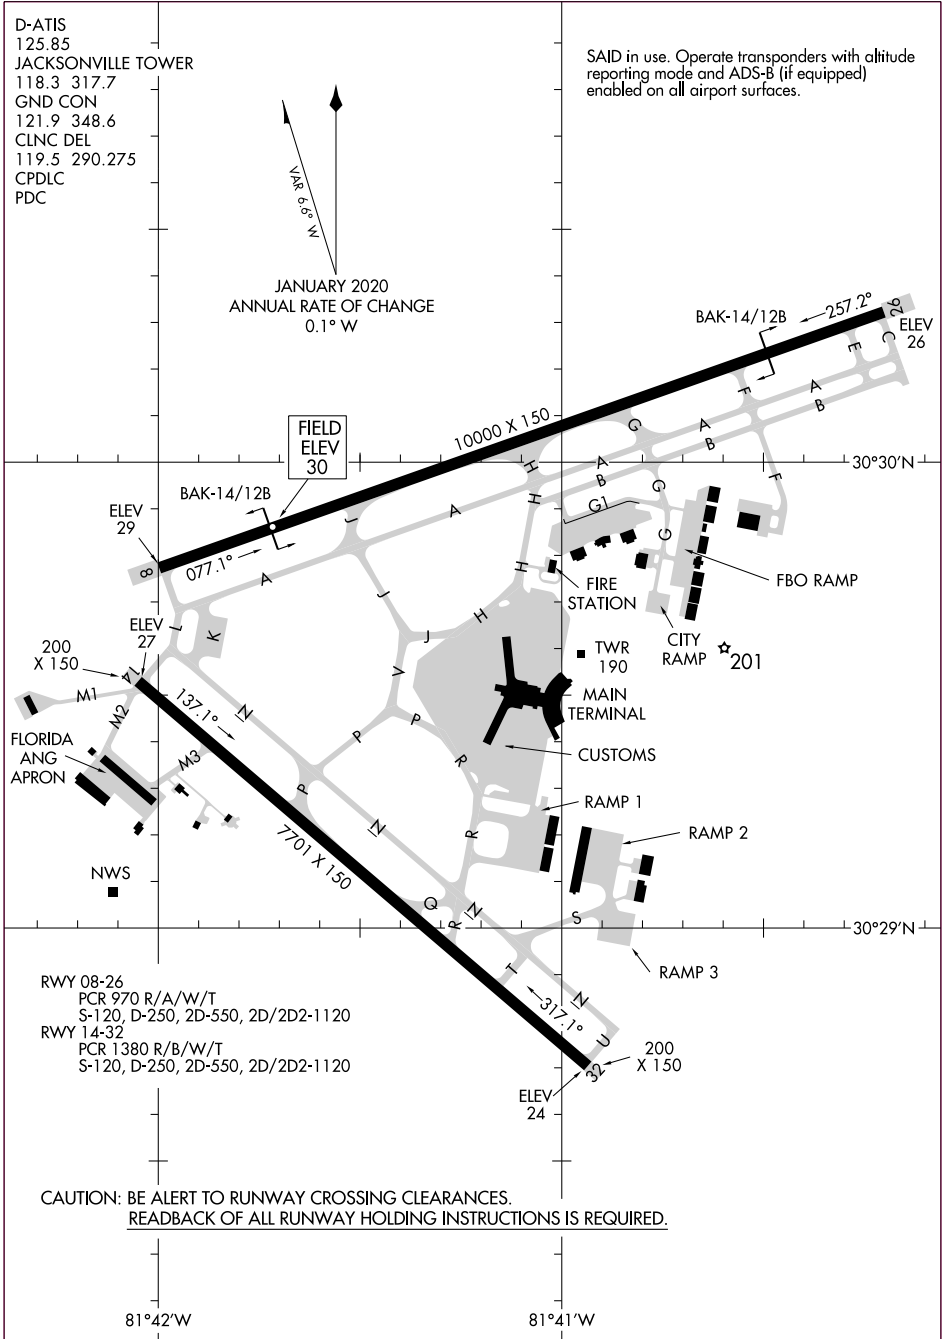 D-ATIS
125.85
JACKSONVILLE TOWER
118.3 317.7
GND CON
121.9 348.6
CLNC DEL
119.5 290.275
CPDLC
PDC
SAID in use. Operate transponders with altitude
reporting mode and ADS-B (if equipped)
enabled on all airport surfaces.
VAR 6.6° W
JANUARY 2020
ANNUAL RATE OF CHANGE
0.1° W
BAK-14/12B
257.2°
26
ELEV
26
C
E
F
A
B
10000 X 150
G
A
B
FIELD
ELEV
30
30°30'N
H
A
B
F
BAK-14/12B
G
H
G1
A
J
ELEV
29
G
077.1°
8
A
H
FBO RAMP
FIRE
STATION
J
H
L
K
J
ELEV
27
CITY
RAMP
201
TWR
190
200
X 150
14
V
M1
137.1°
MAIN
TERMINAL
M2
N
P
P
FLORIDA
ANG
APRON
M3
R
CUSTOMS
P
RAMP 1
N
R
RAMP 2
7701 X 150
NWS
Q
N
R
S
30°29'N
T
RAMP 3
RWY 08-26
PCR 970 R/A/W/T
S-120, D-250, 2D-550, 2D/2D2-1120
RWY 14-32
PCR 1380 R/B/W/T
S-120, D-250, 2D-550, 2D/2D2-1120
317.1°
N
U
32
200
X 150
ELEV
24
CAUTION: BE ALERT TO RUNWAY CROSSING CLEARANCES.
READBACK OF ALL RUNWAY HOLDING INSTRUCTIONS IS REQUIRED.
81°42'W
81°41'W